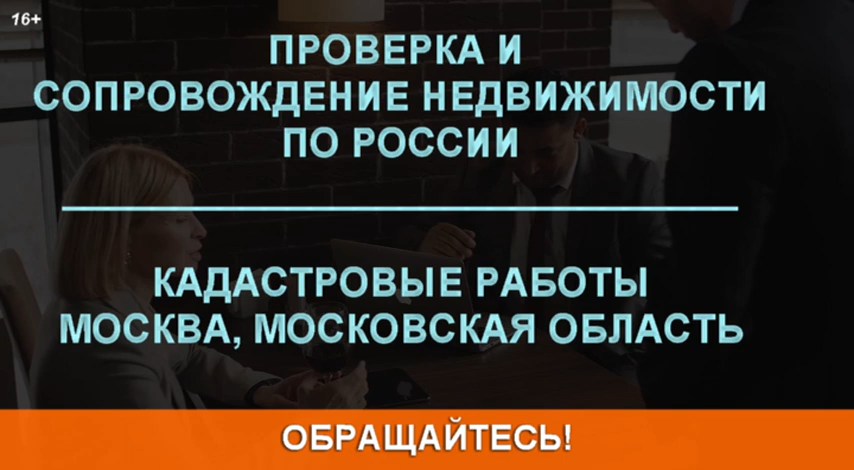 16+
ПРОВЕРКА И
СОПРОВОЖДЕНИЕ НЕДВИЖИМОСТИ
ПО РОССИИ
КАДАСТРОВЫЕ РАБОТЫ
МОСКВА, МОСКОВСКАЯ ОБЛАСТЬ
ОБРАЩАЙТЕСЬ!